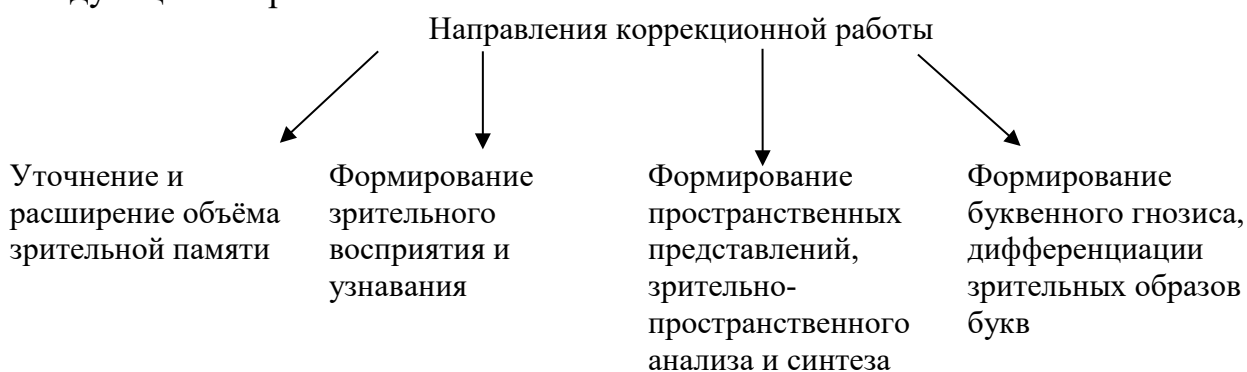 Направления коррекционной работы
Уточнение и
расширение объёма
зрительной памяти
Формирование
зрительного
восприятия и
узнавания
Формирование
пространственных
представлений,
зрительно-
пространственного
анализа и синтеза
Формирование
буквенного гнозиса,
дифференциации
зрительных образов
букв